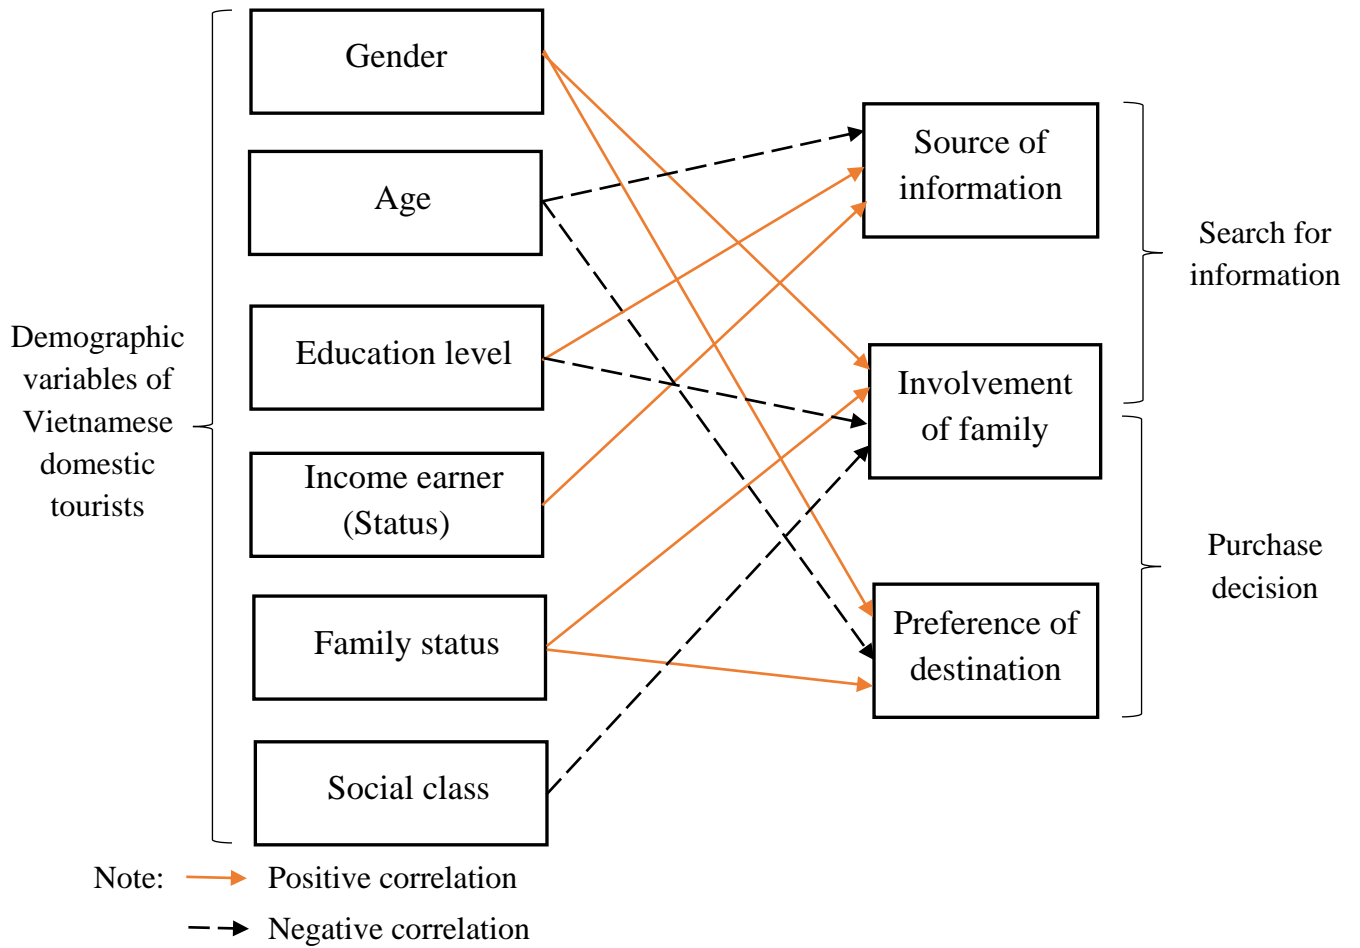 Gender
Age
Education level
Income earner
(Status)
Family status
Social class
Demographic
variables of
Vietnamese
domestic
tourists
Source of
information
Involvement
of family
Preference of
destination
Search for
information
Purchase
decision
Note:
Positive correlation
Negative correlation